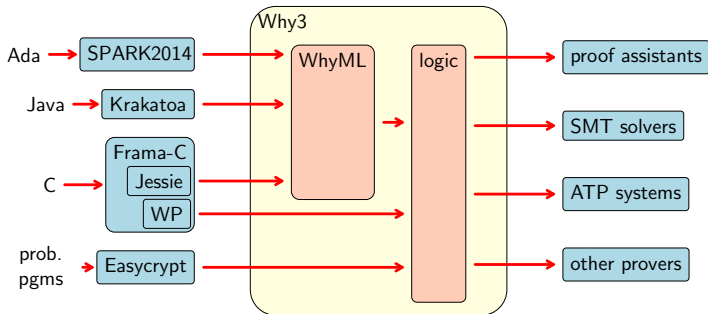 Why3
Ada
SPARK2014
WhyML
logic
proof assistants
Java
Krakatoa
SMT solvers
Frama-C
C
Jessie
ATP systems
WP
prob.
pgms
Easycrypt
other provers